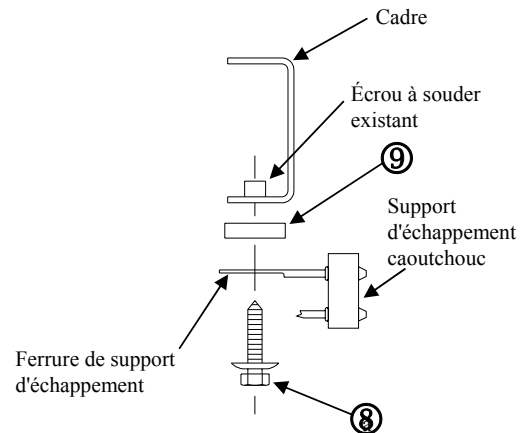 Cadre
Écrou à souder
existant
⑨
Support
d'échappement
caoutchouc
Ferrure de support
d'échappement
⑧